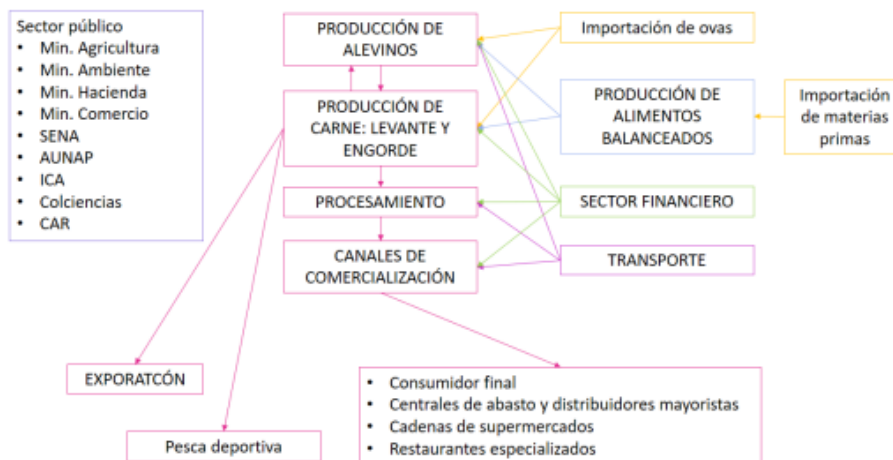 Sector público
• Min. Agricultura
• Min. Ambiente
• Min. Hacienda
• Min. Comercio
• SENA
• AUNAP
• ICA
• Colciencias
• CAR
PRODUCCIÓN DE
ALEVINOS
PRODUCCIÓN DE
CARNE: LEVANTE Y
ENGORDE
PROCESAMIENTO
CANALES DE
COMERCIALIZACIÓN
Importación de ovas
PRODUCCIÓN DE
ALIMENTOS
BALANCEADOS
Importación
de materias
primas
SECTOR FINANCIERO
TRANSPORTE
EXPORATCÓN
Pesca deportiva
• Consumidor final
• Centrales de abasto y distribuidores mayoristas
• Cadenas de supermercados
• Restaurantes especializados